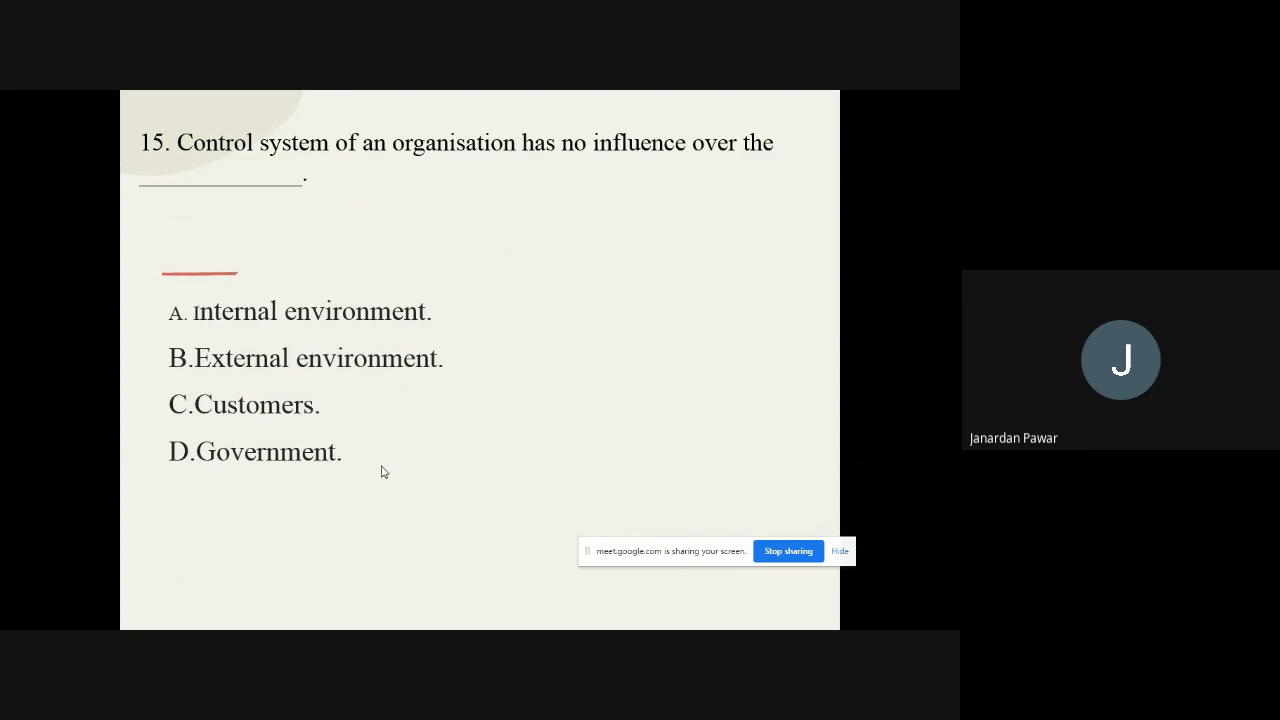 15. Control system of an organisation has no influence over the
____________.
A. Internal environment.
B.External environment.
C.Customers.
D.Government.
meet.google.com is sharing your screen. Stop sharing Hide
J
Janardan Pawar